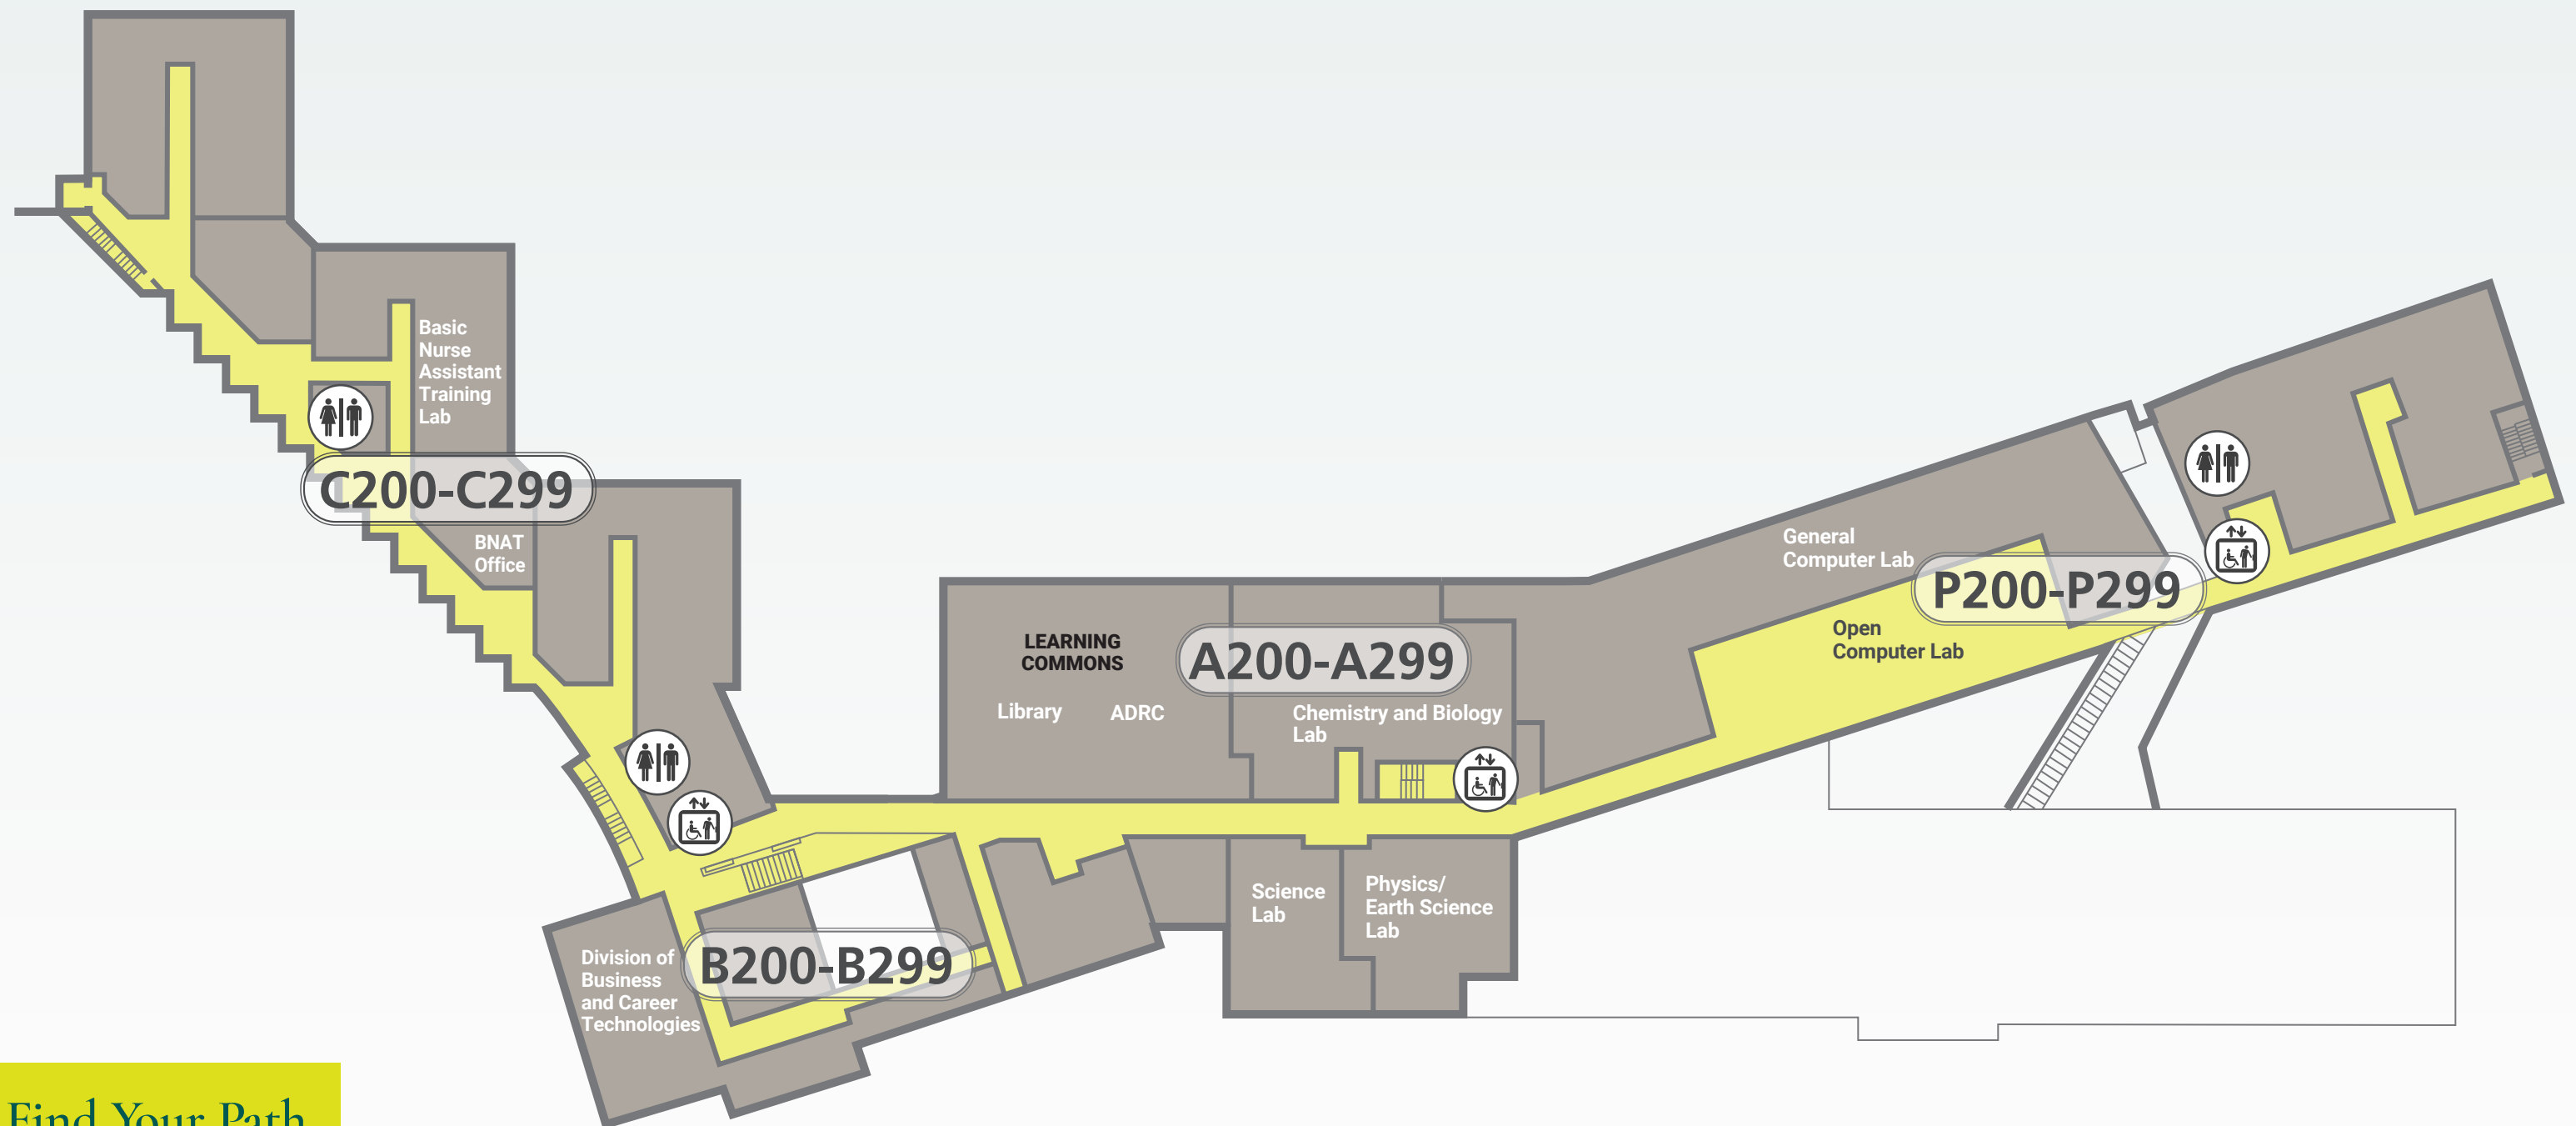 Basic
Nurse
Assistant
Training
Lab
C200-C299
BNAT
Office
LEARNING
COMMONS
Library
ADRC
A200-A299
Chemistry and Biology
Lab
General
Computer Lab
P200-P299
Open
Computer Lab
Science
Lab
Physics/
Earth Science
Lab
Division of
Business
and Career
Technologies
B200-B299
Find Your Path